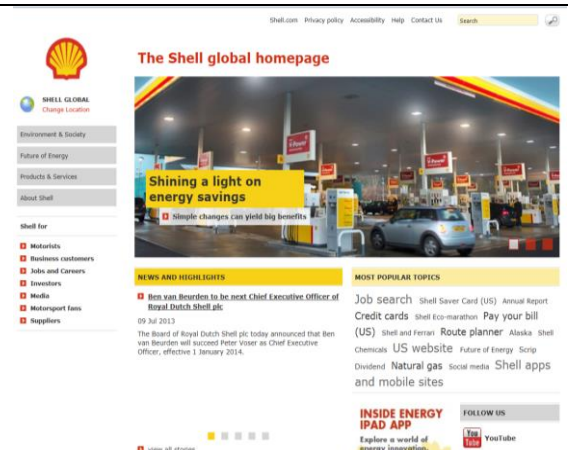 Shell.com Privacy policy Accessibility Help Contact Us Search
The Shell global homepage
SHELL GLOBAL
Change Location
Environment & Society
Future of Energy
Products & Services
About Shell
Shell for
Motorists
Business customers
Jobs and Careers
Investors
Media
Motorsport fans
Suppliers
Shining a light on
energy savings
Simple changes can yield big benefits
NEWS AND HIGHLIGHTS
Ben van Beurden to be next Chief Executive Officer of
Royal Dutch Shell plc
09 Jul 2013
The Board of Royal Dutch Shell plc today announced that Ben
van Beurden will succeed Peter Voser as Chief Executive
Officer, effective 1 January 2014.
view all stories
MOST POPULAR TOPICS
Job search Shell Saver Card (US) Annual Report
Credit cards Shell Eco-marathon Pay your bill
(US) Shell and Ferrari Route planner Alaska Shell
Chemicals US website Future of Energy Scrip
Dividend Natural gas Social media Shell apps
and mobile sites
INSIDE ENERGY
IPAD APP
Explore a world of
energy innovation
FOLLOW US
You
Tube YouTube